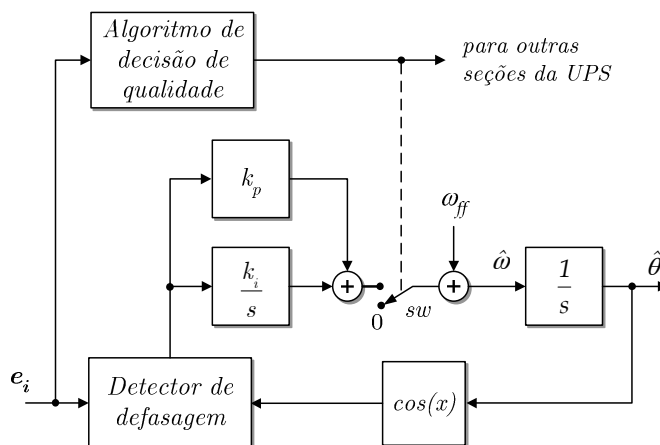 Algoritmo de
decisão de
qualidade
para outras
seções da UPS
k_p
ω_ff
k_i
s
0
sw
ω̂
1
s
θ̂
e_i
Detector de
defasagem
cos(x)